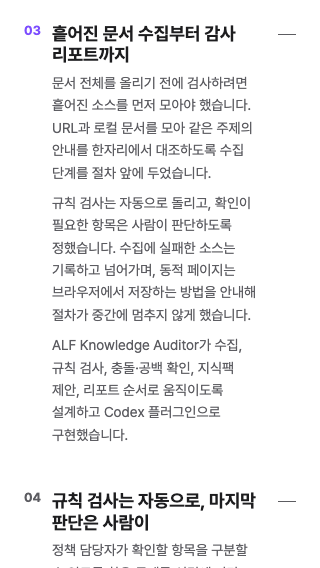 03 흩어진 문서 수집부터 감사
리포트까지
문서 전체를 올리기 전에 검사하려면
흩어진 소스를 먼저 모아야 했습니다.
URL과 로컬 문서를 모아 같은 주제의
안내를 한자리에서 대조하도록 수집
단계를 절차 앞에 두었습니다.
규칙 검사는 자동으로 돌리고, 확인이
필요한 항목은 사람이 판단하도록
정했습니다. 수집에 실패한 소스는
기록하고 넘어가며, 동적 페이지는
브라우저에서 저장하는 방법을 안내해
절차가 중간에 멈추지 않게 했습니다.
ALF Knowledge Auditor가 수집,
규칙 검사, 충돌·공백 확인, 지식팩
제안, 리포트 순서로 움직이도록
설계하고 Codex 플러그인으로
구현했습니다.
04 규칙 검사는 자동으로, 마지막
판단은 사람이
정책 담당자가 확인할 항목을 구분할